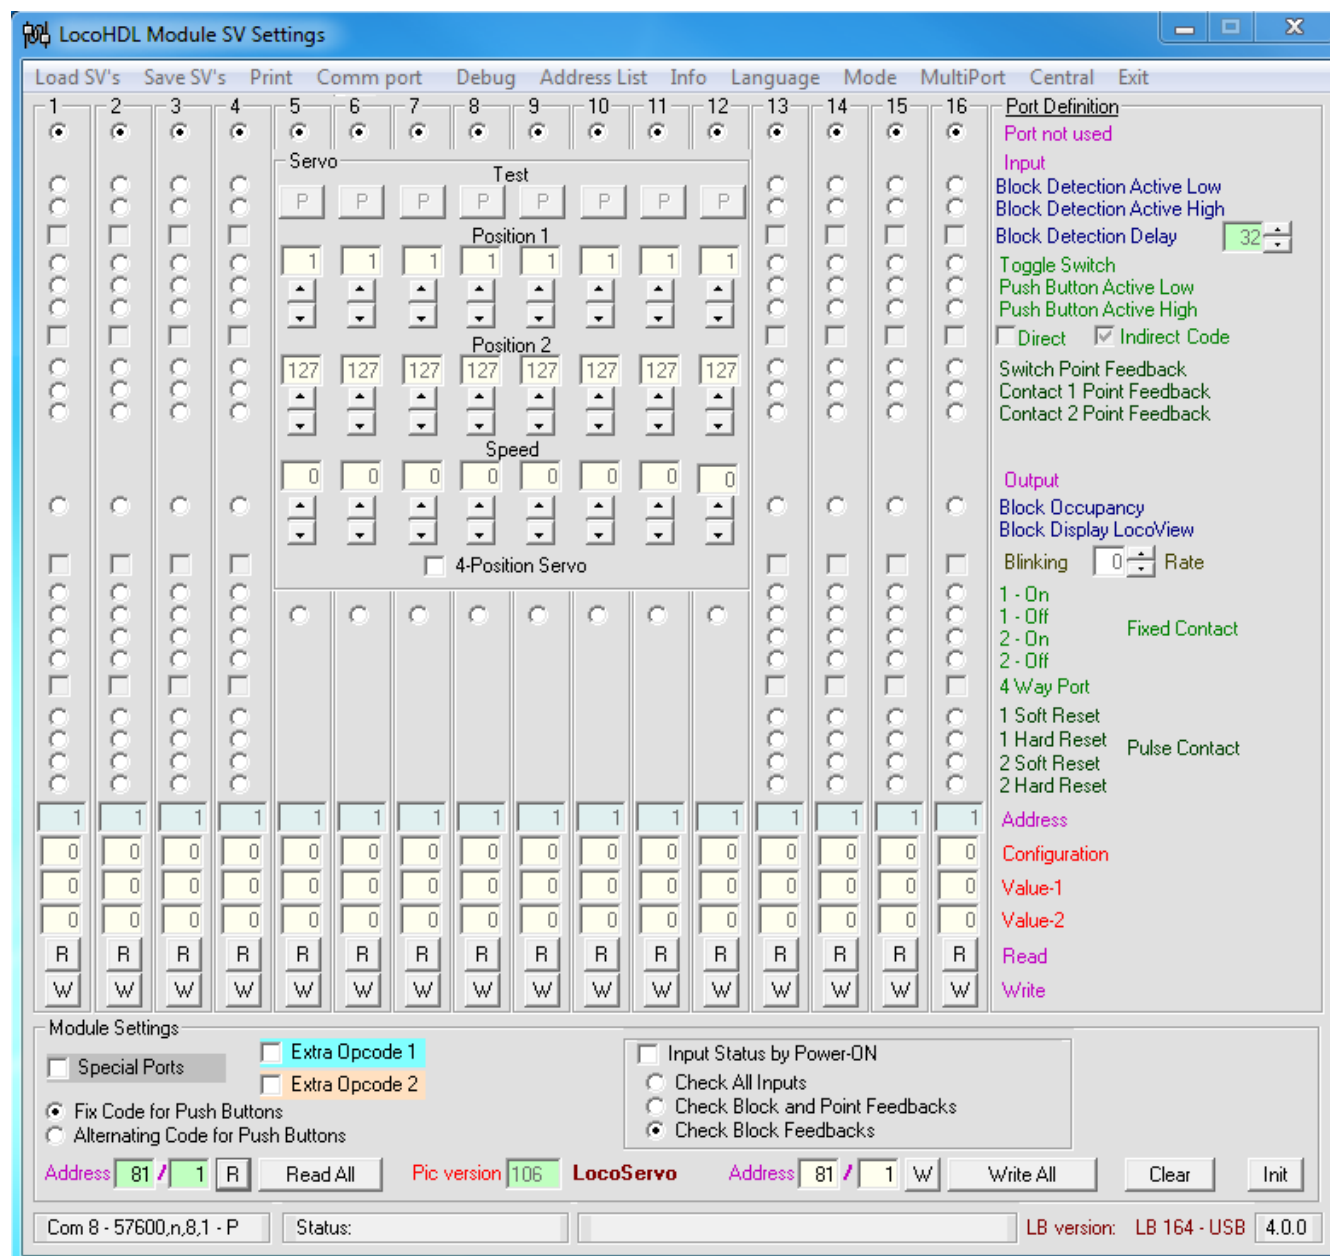 LocoHDL Module SV Settings
Load SV's Save SV's Print Comm port Debug Address List Info Language Mode MultiPort Central Exit
1 2 3 4 5 6 7 8 9 10 11 12 13 14 15 16 Port Definition
Port not used
Servo
Input
Test
P P P P P P P P
Block Detection Active Low
Block Detection Active High
Position 1
Block Detection Delay 32
1 1 1 1 1 1 1 1
Toggle Switch
Push Button Active Low
Push Button Active High
Direct Indirect Code
Position 2
127 127 127 127 127 127 127 127
Switch Point Feedback
Contact 1 Point Feedback
Contact 2 Point Feedback
Speed
0 0 0 0 0 0 0 0
Output
Block Occupancy
Block Display LocoView
4-Position Servo
Blinking 0 Rate
1 - On
1 - Off
Fixed Contact
2 - On
2 - Off
4 Way Port
1 Soft Reset
1 Hard Reset
Pulse Contact
2 Soft Reset
2 Hard Reset
1 1 1 1 1 1 1 1 1 1 1 1 1 1 1 1 Address
0 0 0 0 0 0 0 0 0 0 0 0 0 0 0 0 Configuration
0 0 0 0 0 0 0 0 0 0 0 0 0 0 0 0 Value-1
0 0 0 0 0 0 0 0 0 0 0 0 0 0 0 0 Value-2
R R R R R R R R R R R R R R R R Read
W W W W W W W W W W W W W W W W Write
Module Settings
Special Ports
Extra Opcode 1
Extra Opcode 2
Fix Code for Push Buttons
Alternating Code for Push Buttons
Input Status by Power-ON
Check All Inputs
Check Block and Point Feedbacks
Check Block Feedbacks
Address 81 / 1 R Read All Pic version 106 LocoServo Address 81 / 1 W Write All Clear Init
Com 8 - 57600,n,8,1 - P Status: LB version: LB 164 - USB 4.0.0